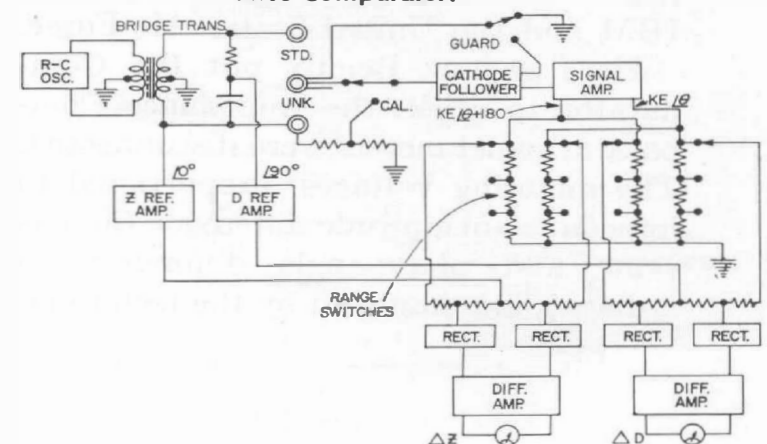 BRIDGE TRANS.
R-C
OSC.
STD.
UNK.
CAL.
GUARD
CATHODE
FOLLOWER
SIGNAL
AMP.
KE/θ+180
KE/θ
/0°
/90°
Z REF.
AMP.
D REF.
AMP.
RANGE
SWITCHES
RECT.
RECT.
RECT.
RECT.
DIFF.
AMP.
DIFF.
AMP.
ΔZ
ΔD